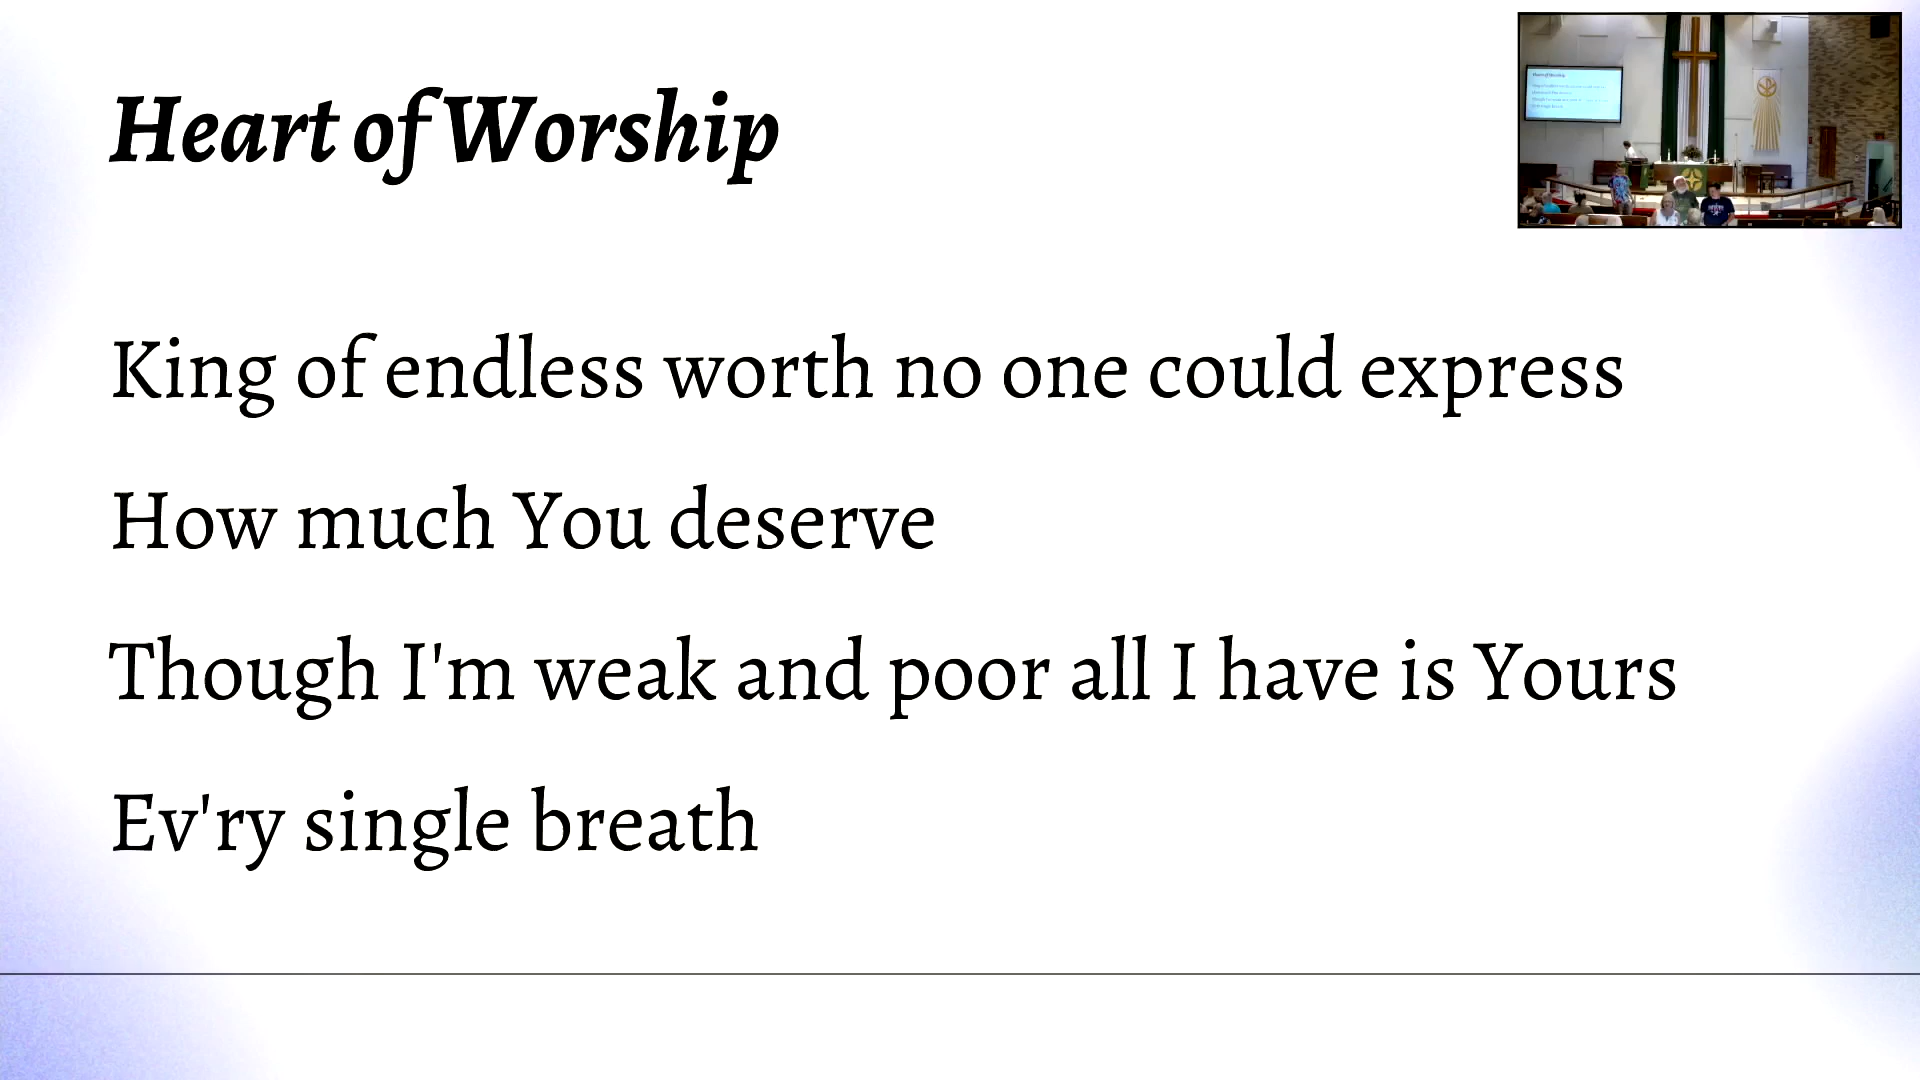 Heart of Worship
King of endless worth no one could express
How much You deserve
Though I'm weak and poor all I have is Yours
Ev'ry single breath